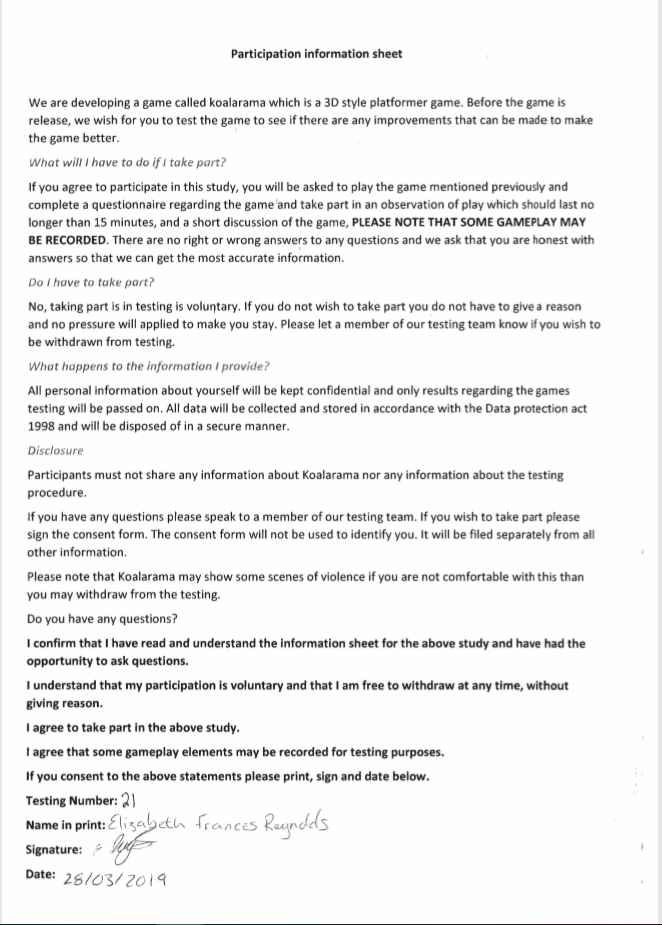 Participation information sheet
We are developing a game called koalarama which is a 3D style platformer game. Before the game is
release, we wish for you to test the game to see if there are any improvements that can be made to make
the game better.
What will I have to do if i take part?
If you agree to participate in this study, you will be asked to play the game mentioned previously and
complete a questionnaire regarding the game and take part in an observation of play which should last no
longer than 15 minutes, and a short discussion of the game, PLEASE NOTE THAT SOME GAMEPLAY MAY
BE RECORDED. There are no right or wrong answers to any questions and we ask that you are honest with
answers so that we can get the most accurate information.
Do I have to take part?
No, taking part is in testing is voluntary. If you do not wish to take part you do not have to give a reason
and no pressure will applied to make you stay. Please let a member of our testing team know if you wish to
be withdrawn from testing.
What happens to the information I provide?
All personal information about yourself will be kept confidential and only results regarding the games
testing will be passed on. All data will be collected and stored in accordance with the Data protection act
1998 and will be disposed of in a secure manner.
Disclosure
Participants must not share any information about Koalarama nor any information about the testing
procedure.
If you have any questions please speak to a member of our testing team. If you wish to take part please
sign the consent form. The consent form will not be used to identify you. It will be filed separately from all
other information.
Please note that Koalarama may show some scenes of violence if you are not comfortable with this than
you may withdraw from the testing.
Do you have any questions?
I confirm that I have read and understand the information sheet for the above study and have had the
opportunity to ask questions.
I understand that my participation is voluntary and that I am free to withdraw at any time, without
giving reason.
I agree to take part in the above study.
I agree that some gameplay elements may be recorded for testing purposes.
If you consent to the above statements please print, sign and date below.
Testing Number: 21
Name in print: Elizabeth Frances Reynolds
Signature:
Date: 28/03/2019